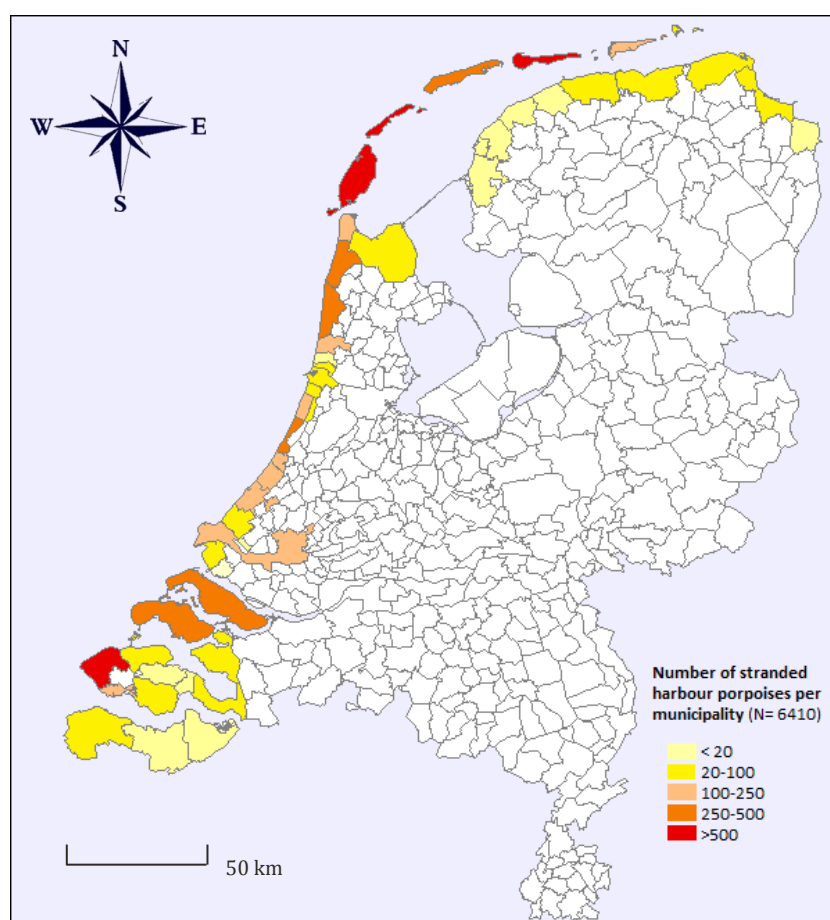 N
W E
S
Number of stranded
harbour porpoises per
municipality (N= 6410)
< 20
20-100
100-250
250-500
>500
50 km